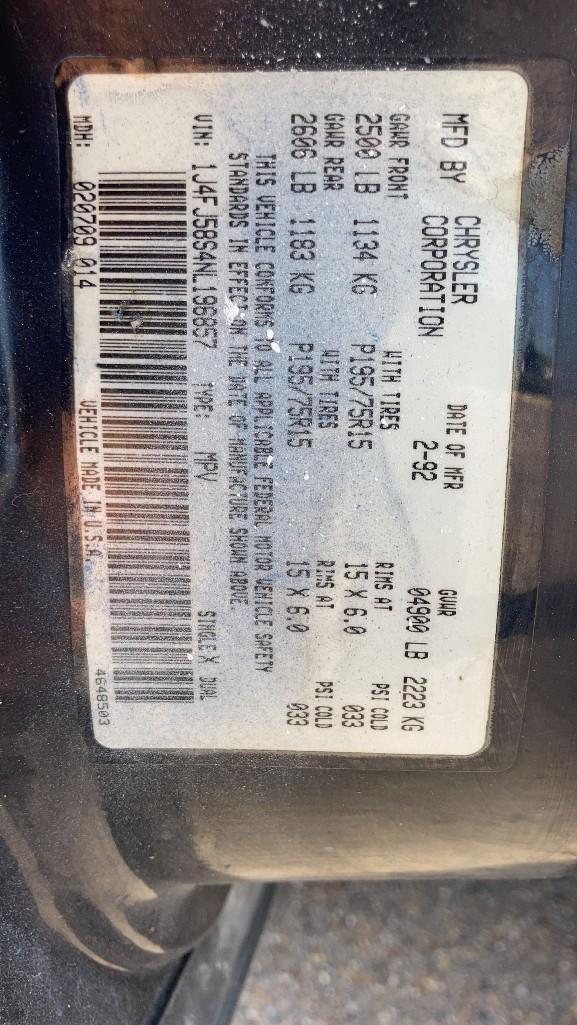 MFD BY CHRYSLER CORPORATION DATE OF MFR 2-92 GVWR 04900 LB 2223 KG
GAWR FRONT WITH TIRES RIMS AT PSI COLD
2500 LB 1134 KG P195/75R15 15 X 6.0 033
GAWR REAR WITH TIRES RIMS AT PSI COLD
2606 LB 1183 KG P195/75R15 15 X 6.0 033
THIS VEHICLE CONFORMS TO ALL APPLICABLE FEDERAL MOTOR VEHICLE SAFETY
STANDARDS IN EFFECT ON THE DATE OF MANUFACTURE SHOWN ABOVE
VIN: 1J4FJ58S4NL196857 TYPE: MPV SINGLE X DUAL
MDH: 020709 014 VEHICLE MADE IN U.S.A. 4648503